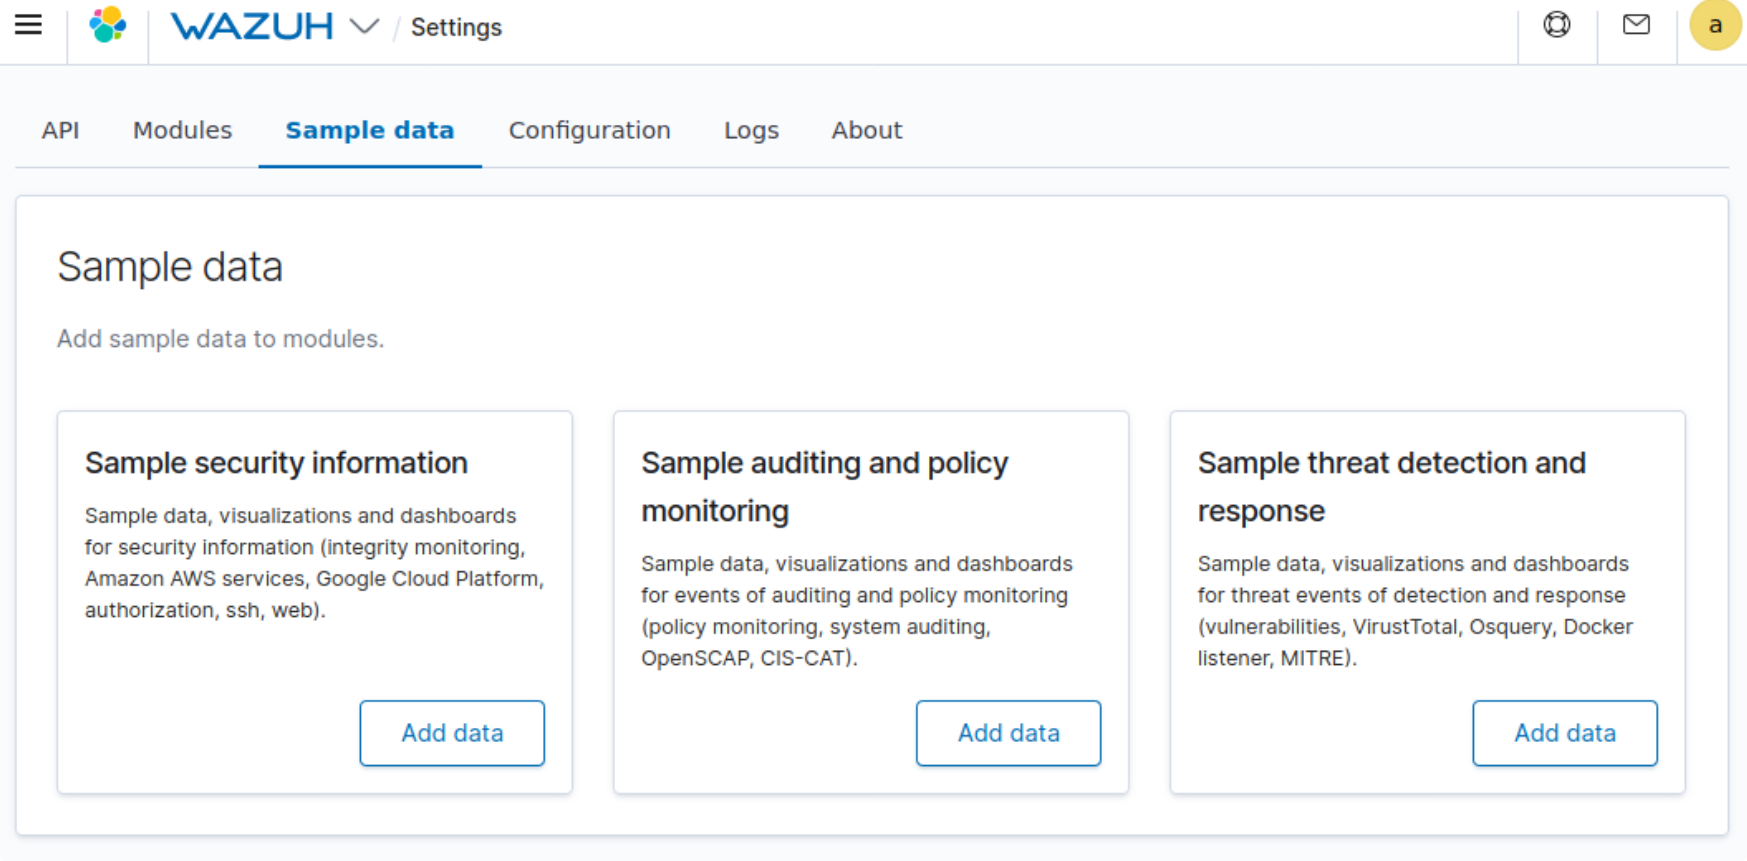 WAZUH / Settings a
API Modules Sample data Configuration Logs About
Sample data
Add sample data to modules.
Sample security information
Sample data, visualizations and dashboards
for security information (integrity monitoring,
Amazon AWS services, Google Cloud Platform,
authorization, ssh, web).
Add data
Sample auditing and policy
monitoring
Sample data, visualizations and dashboards
for events of auditing and policy monitoring
(policy monitoring, system auditing,
OpenSCAP, CIS-CAT).
Add data
Sample threat detection and
response
Sample data, visualizations and dashboards
for threat events of detection and response
(vulnerabilities, VirusTotal, Osquery, Docker
listener, MITRE).
Add data